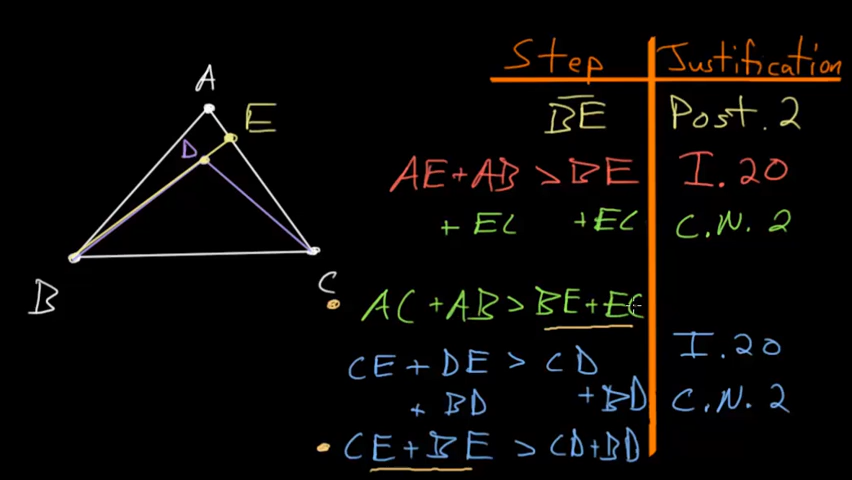 Step Justification
A
E
D
B
C
BE Post. 2
AE+AB > BE I. 20
+ EC +EC C.N. 2
AC + AB > BE + EC
CE + DE > CD I. 20
+ BD +BD C.N. 2
CE + BE > CD+BD